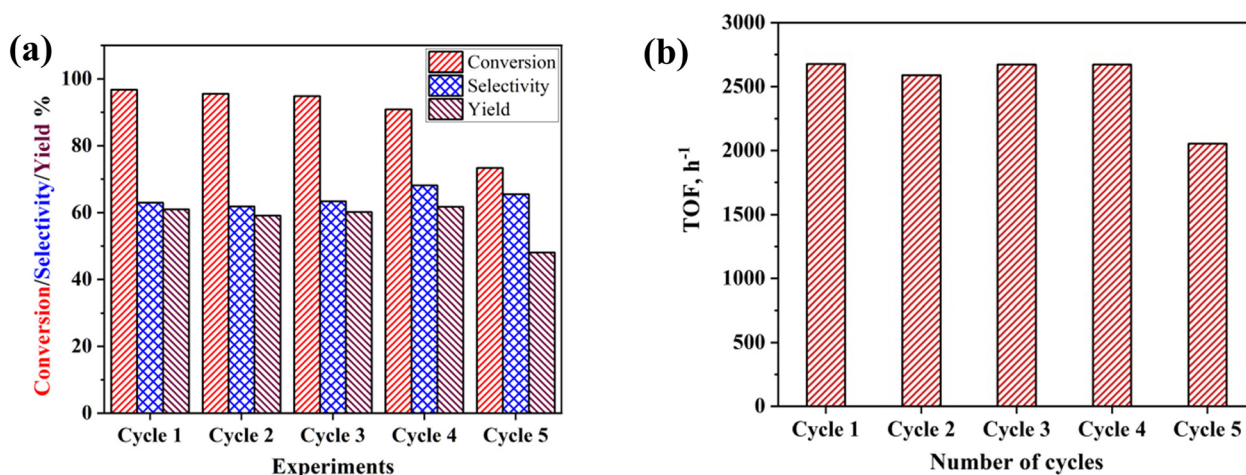 (a)
Conversion/Selectivity/Yield %
100
80
60
40
20
0
Conversion
Selectivity
Yield
Cycle 1 Cycle 2 Cycle 3 Cycle 4 Cycle 5
Experiments
(b)
TOF, h-1
3000
2500
2000
1500
1000
500
0
Cycle 1 Cycle 2 Cycle 3 Cycle 4 Cycle 5
Number of cycles